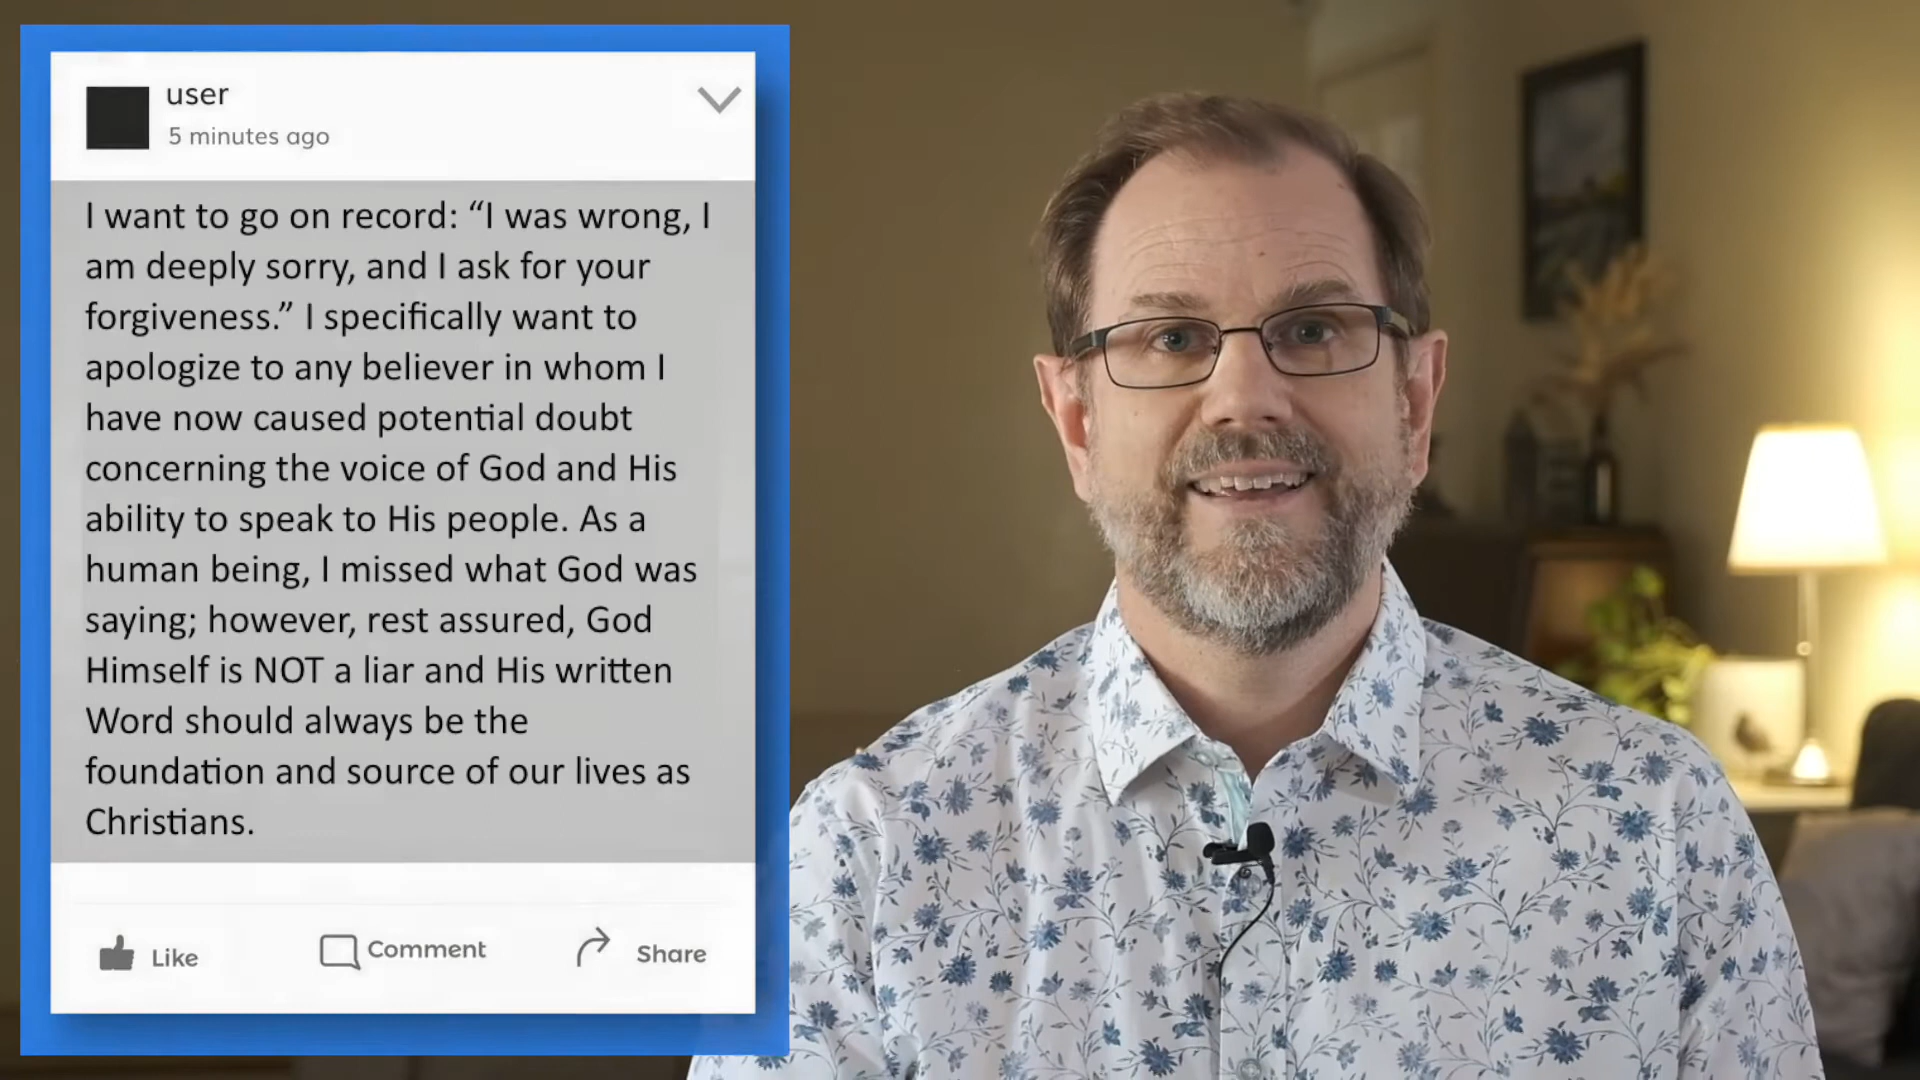 user
5 minutes ago
I want to go on record: “I was wrong, I
am deeply sorry, and I ask for your
forgiveness.” I specifically want to
apologize to any believer in whom I
have now caused potential doubt
concerning the voice of God and His
ability to speak to His people. As a
human being, I missed what God was
saying; however, rest assured, God
Himself is NOT a liar and His written
Word should always be the
foundation and source of our lives as
Christians.
Like
Comment
Share